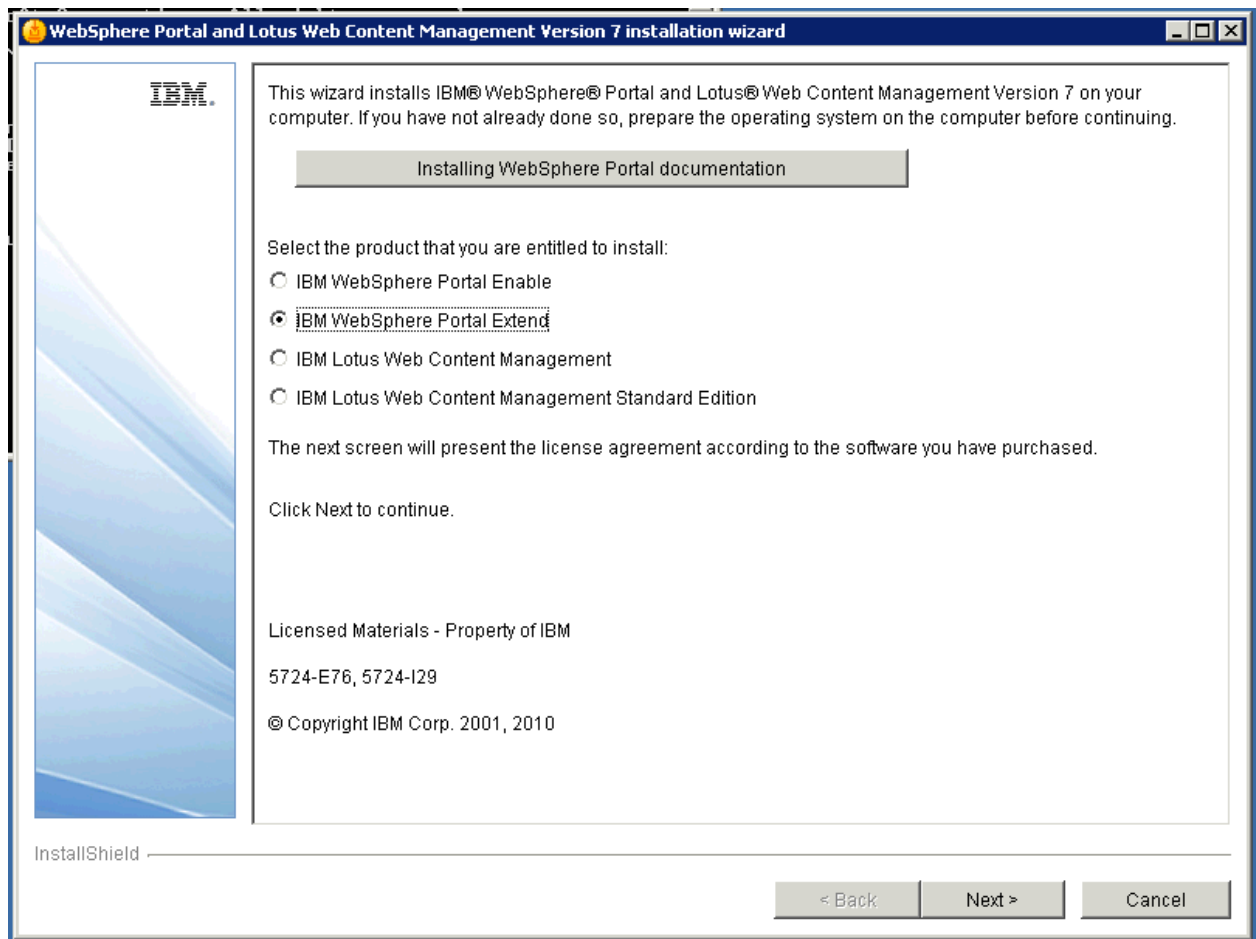 WebSphere Portal and Lotus Web Content Management Version 7 installation wizard
IBM.
This wizard installs IBM® WebSphere® Portal and Lotus® Web Content Management Version 7 on your
computer. If you have not already done so, prepare the operating system on the computer before continuing.
Installing WebSphere Portal documentation
Select the product that you are entitled to install:
IBM WebSphere Portal Enable
IBM WebSphere Portal Extend
IBM Lotus Web Content Management
IBM Lotus Web Content Management Standard Edition
The next screen will present the license agreement according to the software you have purchased.
Click Next to continue.
Licensed Materials - Property of IBM
5724-E76, 5724-I29
© Copyright IBM Corp. 2001, 2010
InstallShield
< Back
Next >
Cancel